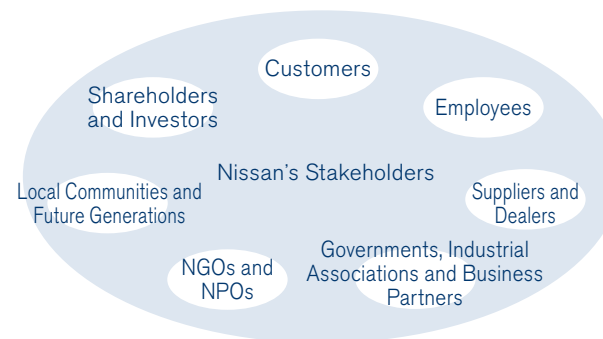 Customers
Shareholders
and Investors
Employees
Nissan’s Stakeholders
Local Communities and
Future Generations
Suppliers and
Dealers
NGOs and
NPOs
Governments, Industrial
Associations and Business
Partners